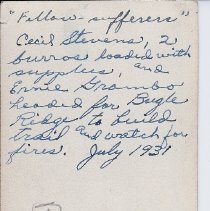 "Fellow-sufferers"
Cecil Stevens, 2
burros loaded with
supplies, and
Ernie Strombo
headed for Bugle
Ridge to build
trail and watch for
fires. July 1931